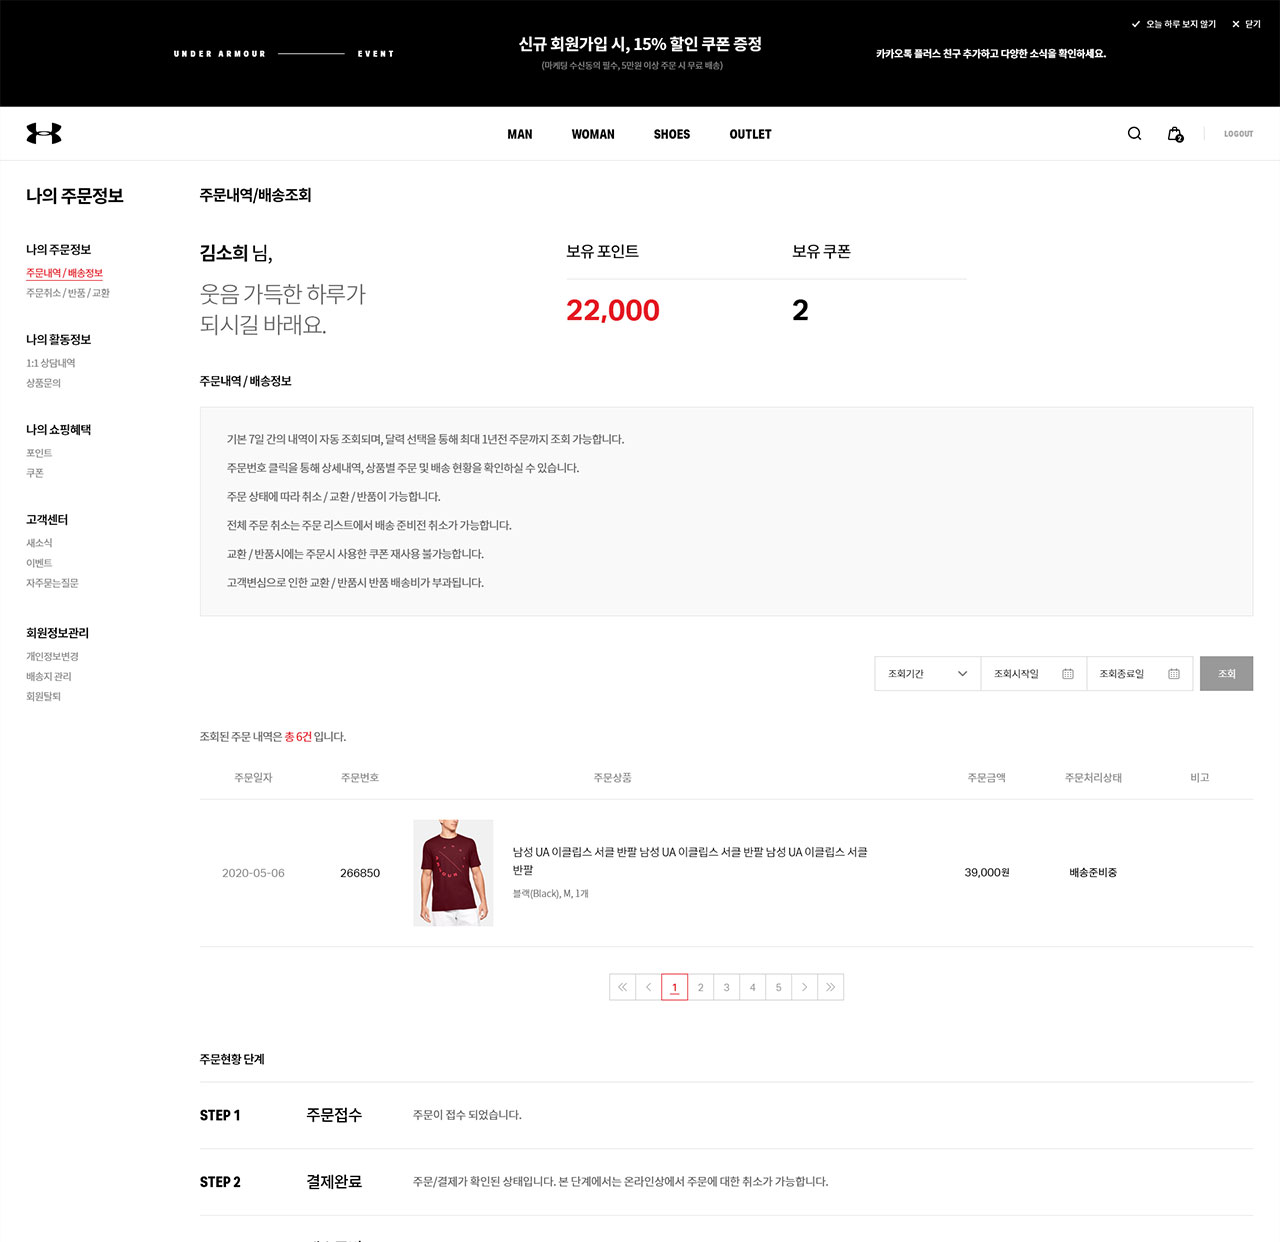 오늘 하루 보지 않기
닫기
UNDER ARMOUR EVENT
신규 회원가입 시, 15% 할인 쿠폰 증정
(마케팅 수신동의 필수, 5만원 이상 주문 시 무료 배송)
카카오톡 플러스 친구 추가하고 다양한 소식을 확인하세요.
MAN WOMAN SHOES OUTLET
2
LOGOUT
나의 주문정보
나의 주문정보
주문내역 / 배송정보
주문취소 / 반품 / 교환
나의 활동정보
1:1 상담내역
상품문의
나의 쇼핑혜택
포인트
쿠폰
고객센터
새소식
이벤트
자주묻는질문
회원정보관리
개인정보변경
배송지 관리
회원탈퇴
주문내역/배송조회
김소희 님,
웃음 가득한 하루가
되시길 바래요.
보유 포인트
22,000
보유 쿠폰
2
주문내역 / 배송정보
기본 7일 간의 내역이 자동 조회되며, 달력 선택을 통해 최대 1년전 주문까지 조회 가능합니다.
주문번호 클릭을 통해 상세내역, 상품별 주문 및 배송 현황을 확인하실 수 있습니다.
주문 상태에 따라 취소 / 교환 / 반품이 가능합니다.
전체 주문 취소는 주문 리스트에서 배송 준비전 취소가 가능합니다.
교환 / 반품시에는 주문시 사용한 쿠폰 재사용 불가능합니다.
고객변심으로 인한 교환 / 반품시 반품 배송비가 부과됩니다.
조회기간 조회시작일 조회종료일 조회
조회된 주문 내역은 총 6건 입니다.
주문일자 주문번호 주문상품 주문금액 주문처리상태 비고
2020-05-06
266850
남성 UA 이클립스 서클 반팔 남성 UA 이클립스 서클 반팔 남성 UA 이클립스 서클
반팔
블랙(Black), M, 1개
39,000원
배송준비중
1 2 3 4 5
주문현황 단계
STEP 1 주문접수 주문이 접수 되었습니다.
STEP 2 결제완료 주문/결제가 확인된 상태입니다. 본 단계에서는 온라인상에서 주문에 대한 취소가 가능합니다.